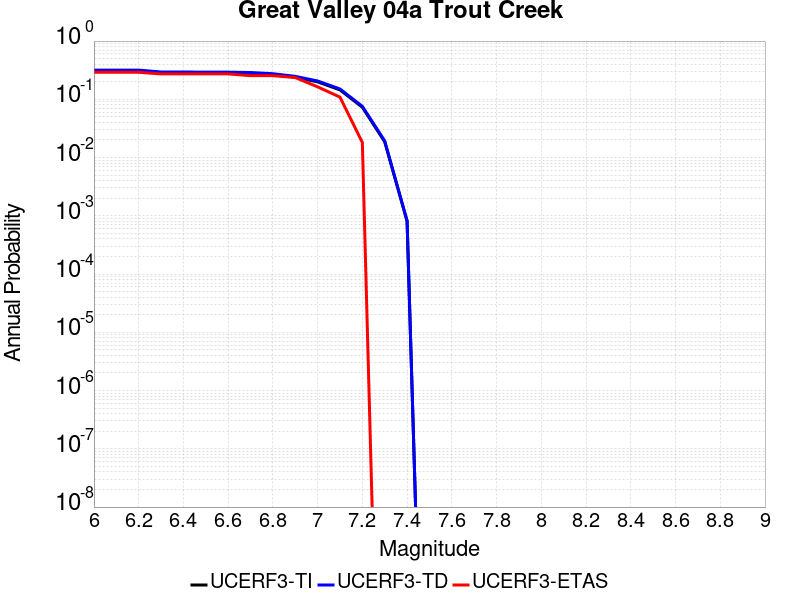 Great Valley 04a Trout Creek
Annual Probability
10^0
10^-1
10^-2
10^-3
10^-4
10^-5
10^-6
10^-7
10^-8
6 6.2 6.4 6.6 6.8 7 7.2 7.4 7.6 7.8 8 8.2 8.4 8.6 8.8 9
Magnitude
UCERF3-TI UCERF3-TD UCERF3-ETAS